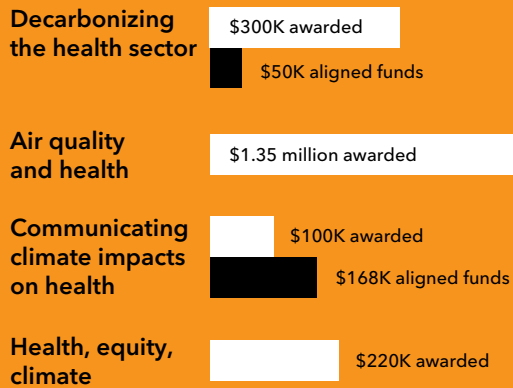 Decarbonizing
the health sector
$300K awarded
$50K aligned funds
Air quality
and health
$1.35 million awarded
Communicating
climate impacts
on health
$100K awarded
$168K aligned funds
Health, equity,
climate
$220K awarded